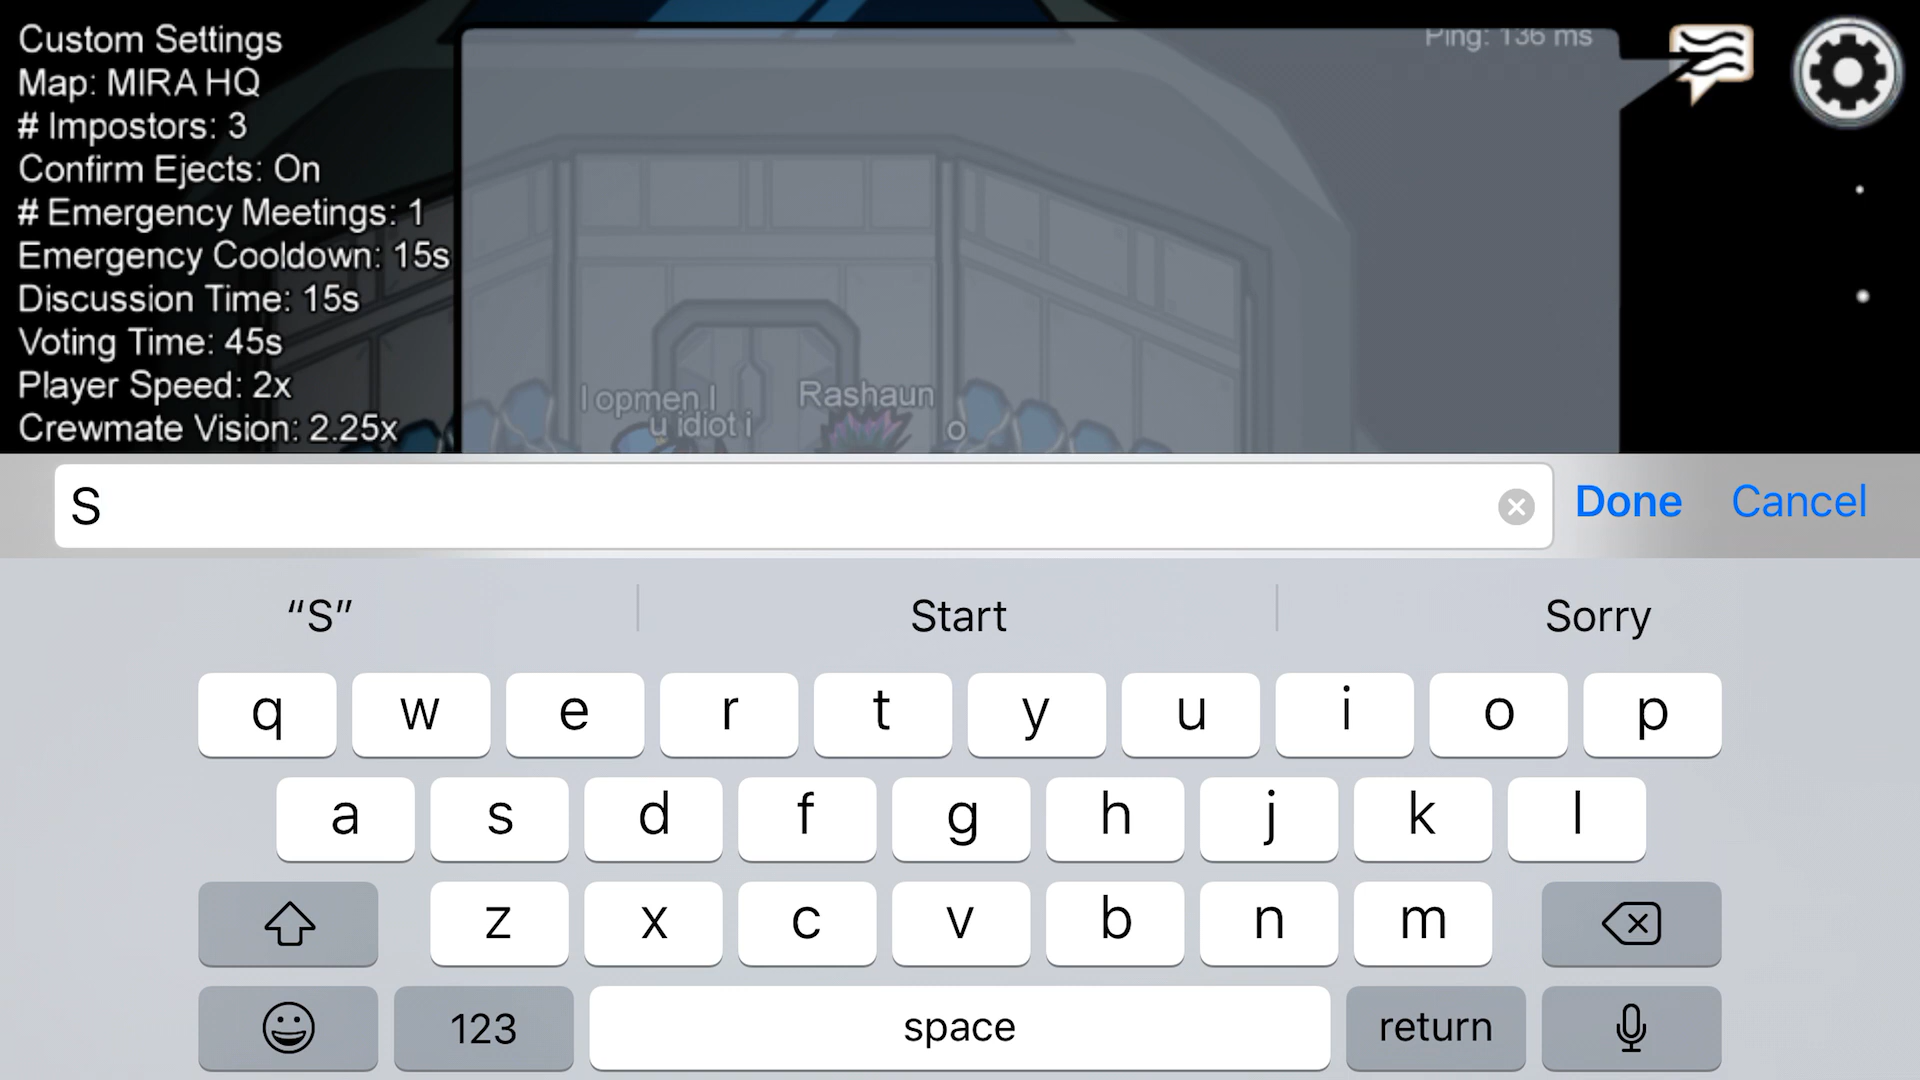 Custom Settings
Map: MIRA HQ
# Impostors: 3
Confirm Ejects: On
# Emergency Meetings: 1
Emergency Cooldown: 15s
Discussion Time: 15s
Voting Time: 45s
Player Speed: 2x
Crewmate Vision: 2.25x
Ping: 136 ms
I opmen I
u idiot i
Rashaun
o
S
Done
Cancel
“S”
Start
Sorry
q w e r t y u i o p
a s d f g h j k l
z x c v b n m
123
space
return